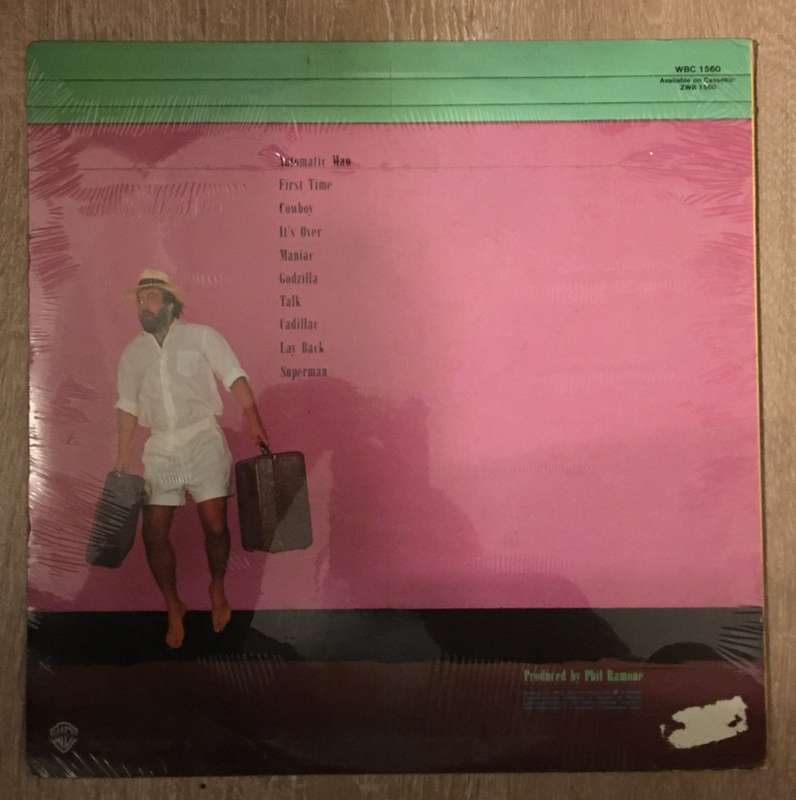 WBC 1560
Available on Cassette:
ZWB 1560
Automatic Man
First Time
Cowboy
It's Over
Maniac
Godzilla
Talk
Cadillac
Lay Back
Superman
Produced by Phil Ramone